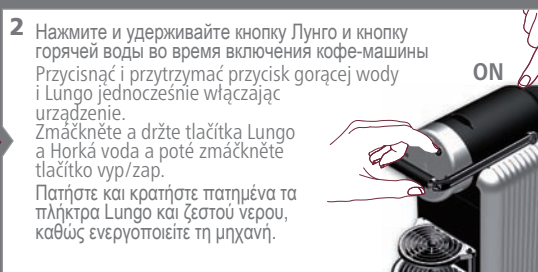 2 Нажмите и удерживайте кнопку Лунго и кнопку
горячей воды во время включения кофе-машины
Przycisnąć i przytrzymać przycisk gorącej wody
i Lungo jednocześnie włączając
urządzenie.
Zmáčkněte a držte tlačítka Lungo
a Horká voda a poté zmáčkněte
tlačítko vyp/zap.
Πατήστε και κρατήστε πατημένα τα
πλήκτρα Lungo και ζεστού νερου,
καθώς ενεργοποιείτε τη μηχανή.
ON